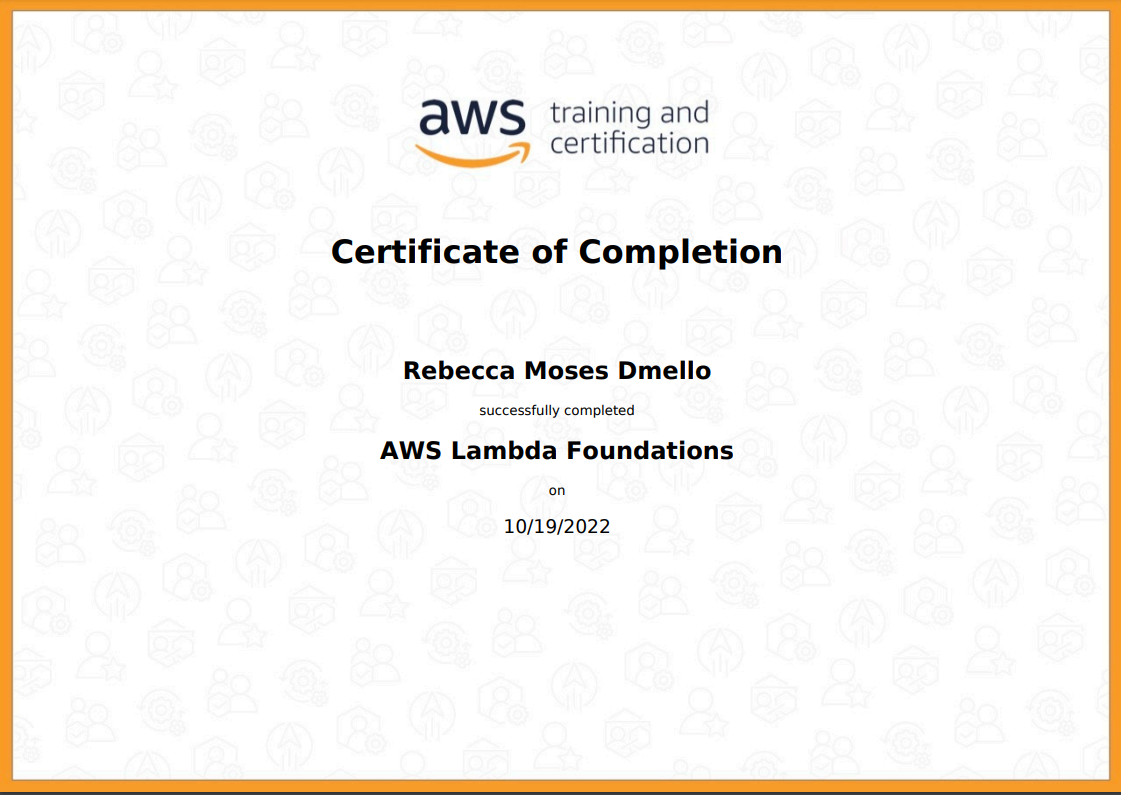 aws training and
certification
Certificate of Completion
Rebecca Moses Dmello
successfully completed
AWS Lambda Foundations
on
10/19/2022